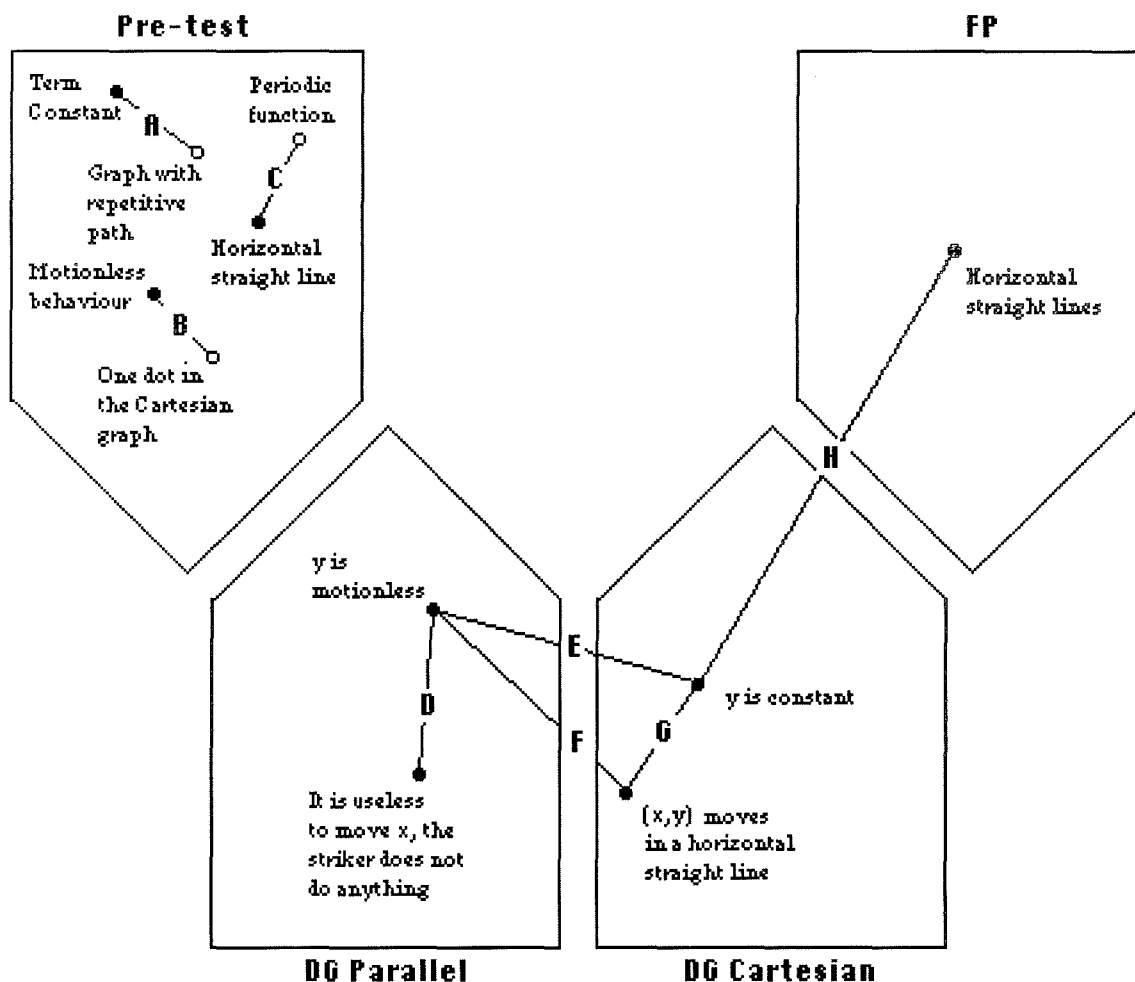 Pre-test
FP
Term
Constant
A
Graph with
repetitive
path
Periodic
function
C
Horizontal
straight line
Motionless
behaviour
B
One dot in
the Cartesian
graph
Horizontal
straight lines
H
y is
motionless
D
It is useless
to move x, the
striker does not
do anything
E
F
y is constant
G
(x,y) moves
in a horizontal
straight line
DG Parallel
DG Cartesian